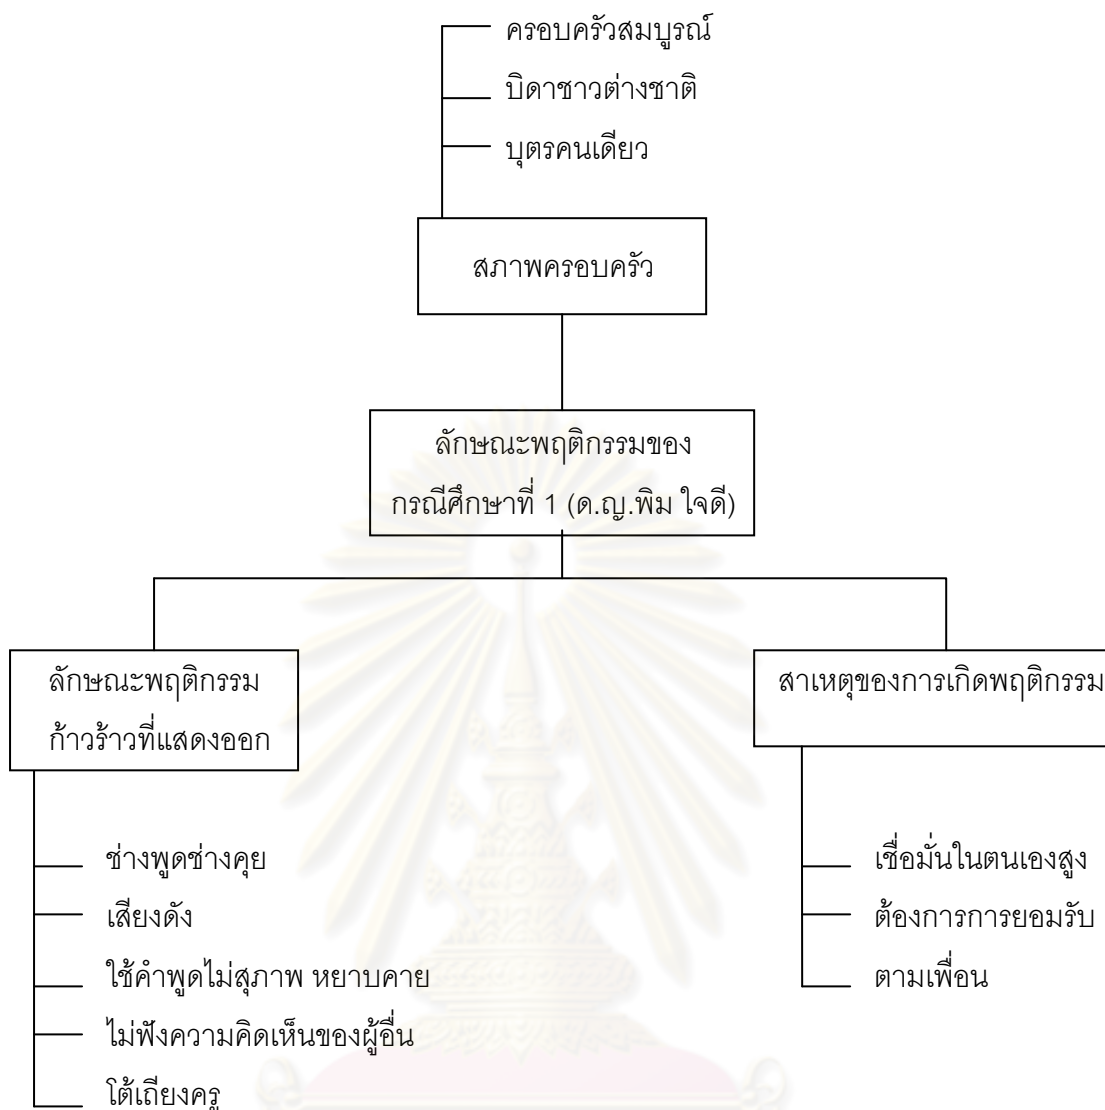 ครอบครัวสมบูรณ์
บิดาชาวต่างชาติ
บุตรคนเดียว
สภาพครอบครัว
ลักษณะพฤติกรรมของ
กรณีศึกษาที่ 1 (ด.ญ.พิม ใจดี)
ลักษณะพฤติกรรม
ก้าวร้าวที่แสดงออก
ช่างพูดช่างคุย
เสียงดัง
ใช้คำพูดไม่สุภาพ หยาบคาย
ไม่ฟังความคิดเห็นของผู้อื่น
โต้เถียงครู
สาเหตุของการเกิดพฤติกรรม
เชื่อมั่นในตนเองสูง
ต้องการการยอมรับ
ตามเพื่อน